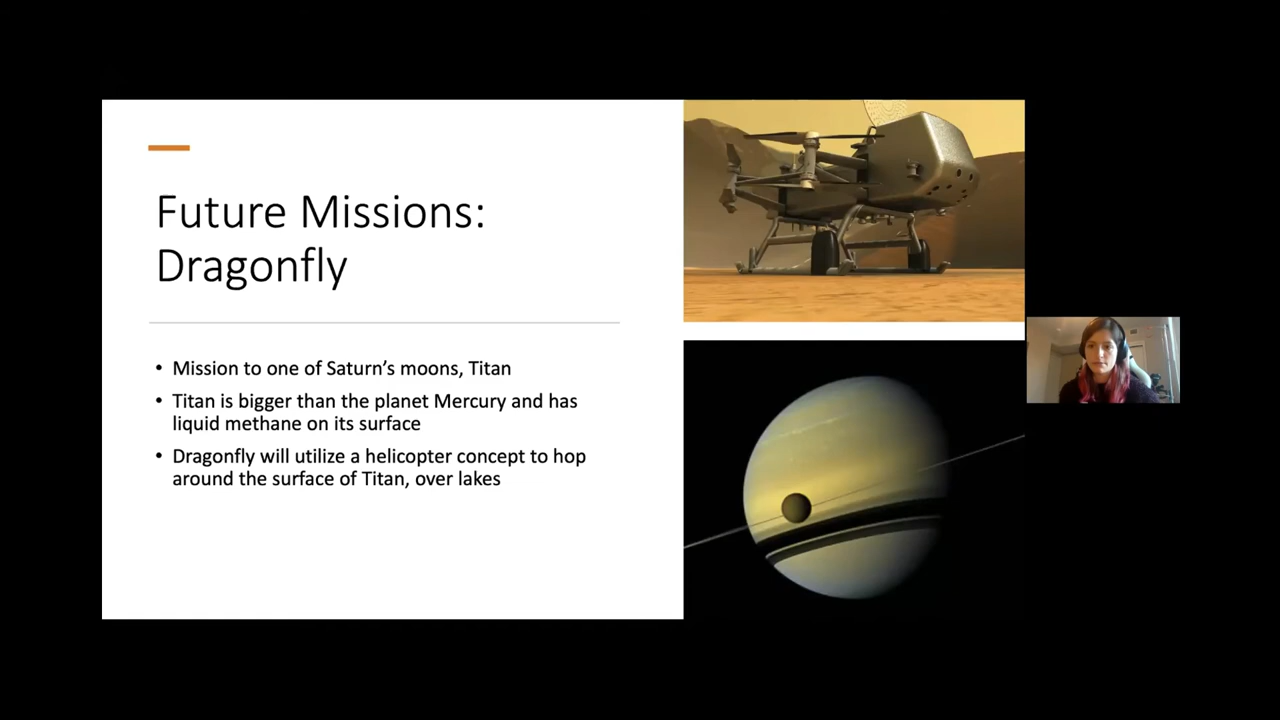 Future Missions:
Dragonfly
• Mission to one of Saturn’s moons, Titan
• Titan is bigger than the planet Mercury and has
liquid methane on its surface
• Dragonfly will utilize a helicopter concept to hop
around the surface of Titan, over lakes